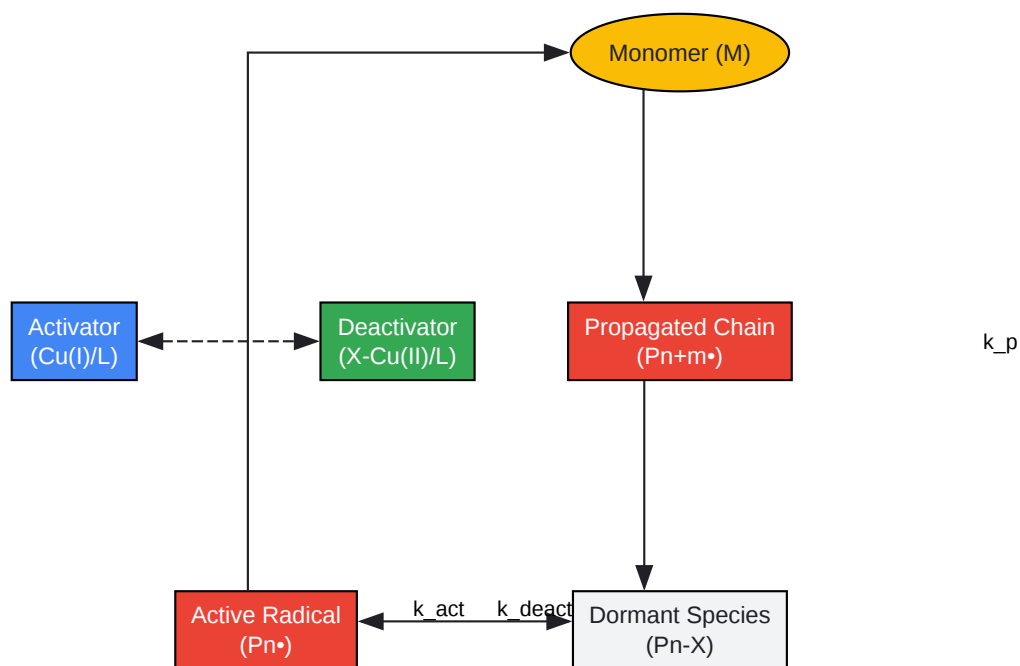 Monomer (M)
Activator
(Cu(I)/L)
Deactivator
(X-Cu(II)/L)
Propagated Chain
(Pn+m•)
k_p
Active Radical
(Pn•)
k_act
k_deact
Dormant Species
(Pn-X)